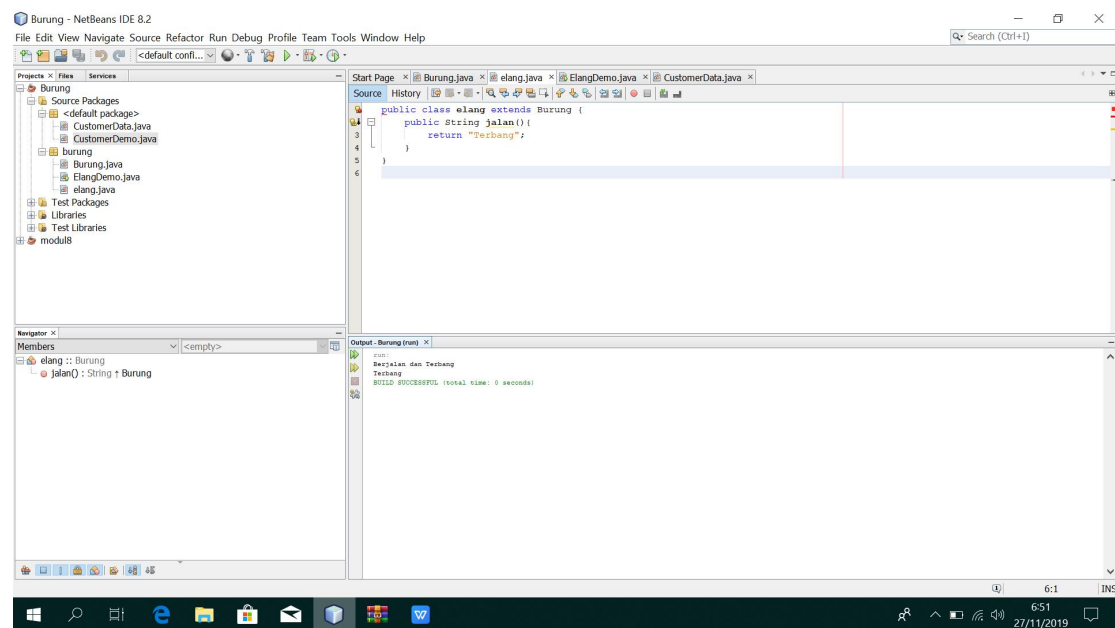 Burung - NetBeans IDE 8.2
File Edit View Navigate Source Refactor Run Debug Profile Team Tools Window Help
Search (Ctrl+I)
<default confi...
Projects Files Services
Burung
Source Packages
<default package>
CustomerData.java
CustomerDemo.java
burung
Burung.java
ElangDemo.java
elang.java
Test Packages
Libraries
Test Libraries
modul8
Start Page Burung.java elang.java ElangDemo.java CustomerData.java
Source History
public class elang extends Burung {
public String jalan(){
3 return "Terbang";
4 }
5 }
6
Navigator
Members <empty>
elang :: Burung
jalan() : String ↑ Burung
Output - Burung (run)
run:
Berjalan dan Terbang
Terbang
BUILD SUCCESSFUL (total time: 0 seconds)
6:1 INS
6:51
27/11/2019